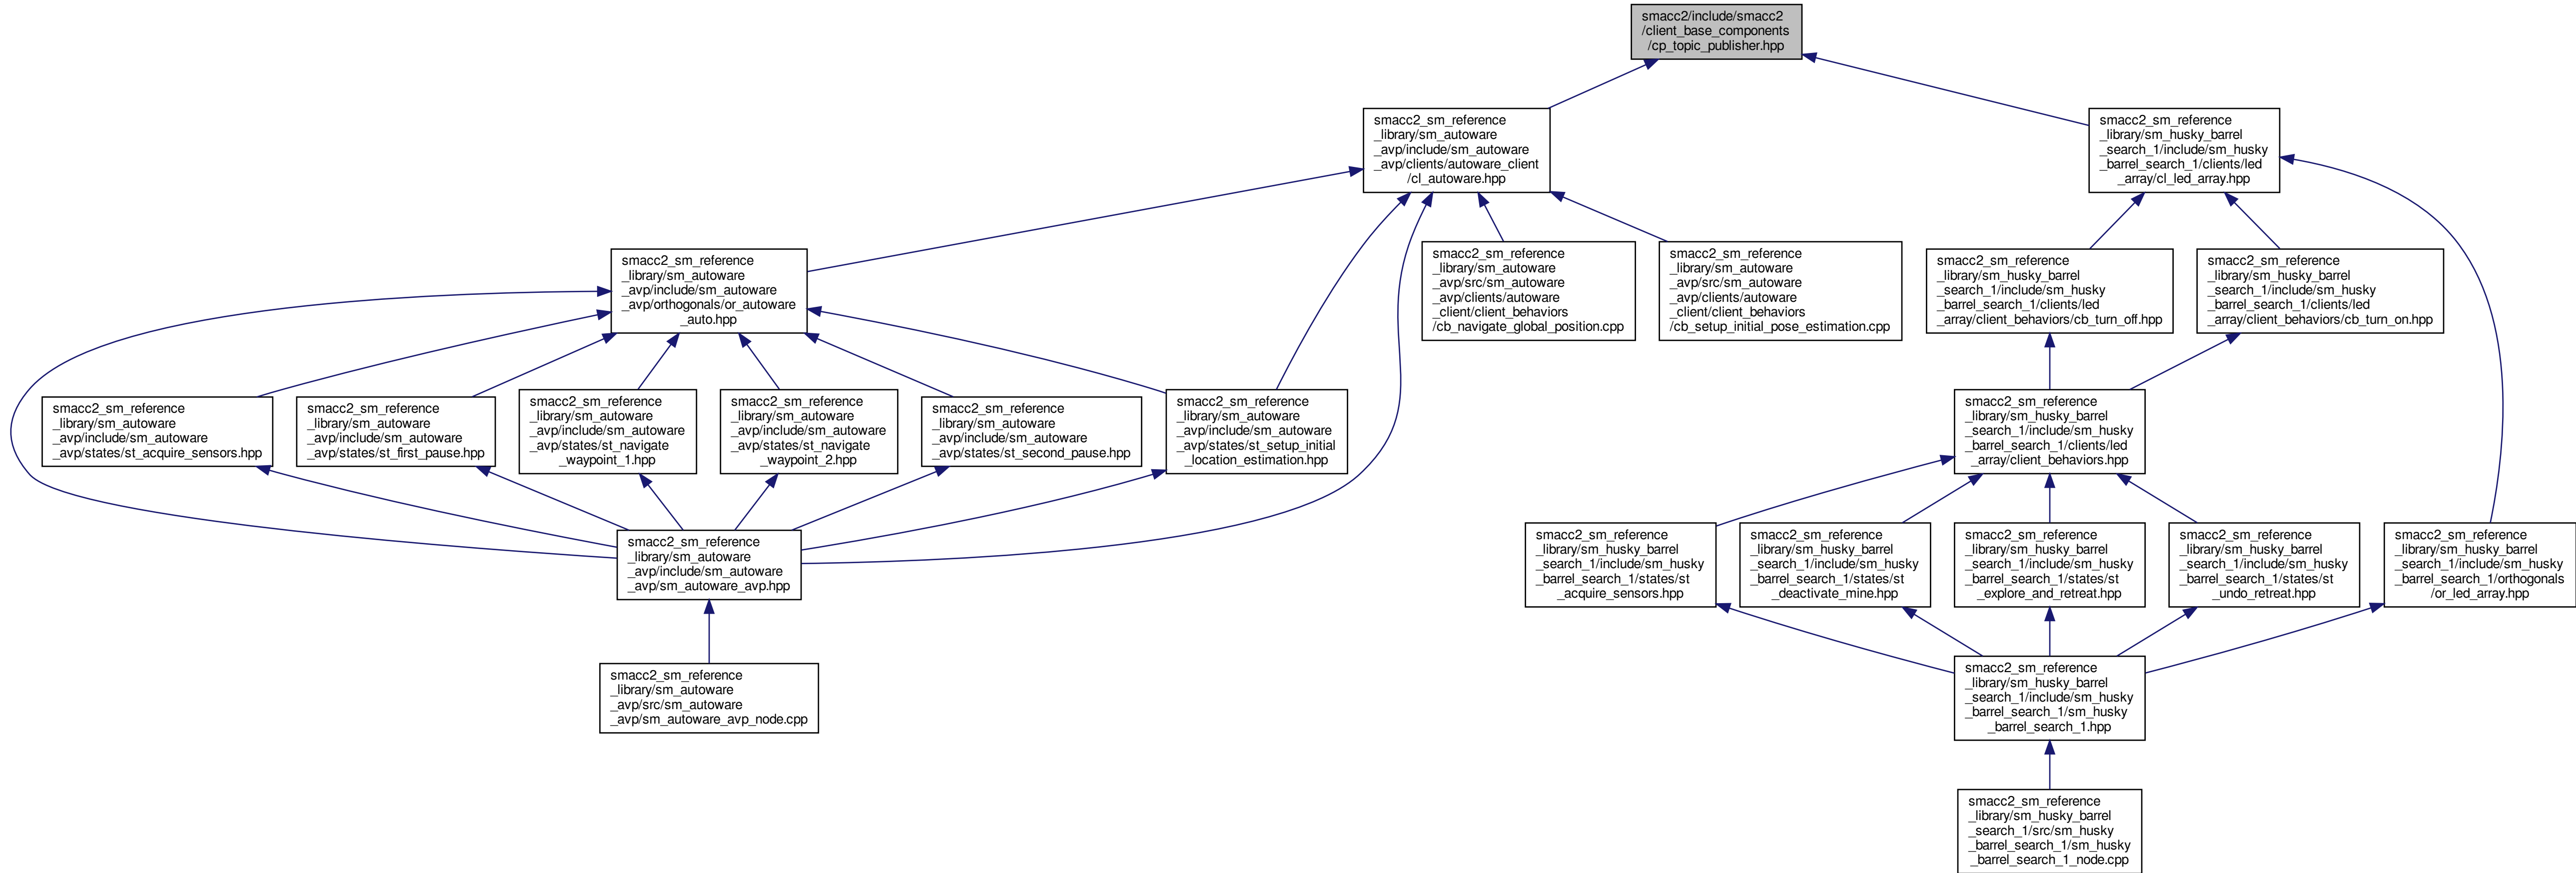 smacc2/include/smacc2
/client_base_components
/cp_topic_publisher.hpp
smacc2_sm_reference
_library/sm_autoware
_avp/include/sm_autoware
_avp/clients/autoware_client
/cl_autoware.hpp
smacc2_sm_reference
_library/sm_husky_barrel
_search_1/include/sm_husky
_barrel_search_1/clients/led
_array/cl_led_array.hpp
smacc2_sm_reference
_library/sm_autoware
_avp/include/sm_autoware
_avp/orthogonals/or_autoware
_auto.hpp
smacc2_sm_reference
_library/sm_autoware
_avp/src/sm_autoware
_avp/clients/autoware
_client/client_behaviors
/cb_navigate_global_position.cpp
smacc2_sm_reference
_library/sm_autoware
_avp/src/sm_autoware
_avp/clients/autoware
_client/client_behaviors
/cb_setup_initial_pose_estimation.cpp
smacc2_sm_reference
_library/sm_husky_barrel
_search_1/include/sm_husky
_barrel_search_1/clients/led
_array/client_behaviors/cb_turn_off.hpp
smacc2_sm_reference
_library/sm_husky_barrel
_search_1/include/sm_husky
_barrel_search_1/clients/led
_array/client_behaviors/cb_turn_on.hpp
smacc2_sm_reference
_library/sm_autoware
_avp/include/sm_autoware
_avp/states/st_acquire_sensors.hpp
smacc2_sm_reference
_library/sm_autoware
_avp/include/sm_autoware
_avp/states/st_first_pause.hpp
smacc2_sm_reference
_library/sm_autoware
_avp/include/sm_autoware
_avp/states/st_navigate
_waypoint_1.hpp
smacc2_sm_reference
_library/sm_autoware
_avp/include/sm_autoware
_avp/states/st_navigate
_waypoint_2.hpp
smacc2_sm_reference
_library/sm_autoware
_avp/include/sm_autoware
_avp/states/st_second_pause.hpp
smacc2_sm_reference
_library/sm_autoware
_avp/include/sm_autoware
_avp/states/st_setup_initial
_location_estimation.hpp
smacc2_sm_reference
_library/sm_husky_barrel
_search_1/include/sm_husky
_barrel_search_1/clients/led
_array/client_behaviors.hpp
smacc2_sm_reference
_library/sm_autoware
_avp/include/sm_autoware
_avp/sm_autoware_avp.hpp
smacc2_sm_reference
_library/sm_husky_barrel
_search_1/include/sm_husky
_barrel_search_1/states/st
_acquire_sensors.hpp
smacc2_sm_reference
_library/sm_husky_barrel
_search_1/include/sm_husky
_barrel_search_1/states/st
_deactivate_mine.hpp
smacc2_sm_reference
_library/sm_husky_barrel
_search_1/include/sm_husky
_barrel_search_1/states/st
_explore_and_retreat.hpp
smacc2_sm_reference
_library/sm_husky_barrel
_search_1/include/sm_husky
_barrel_search_1/states/st
_undo_retreat.hpp
smacc2_sm_reference
_library/sm_husky_barrel
_search_1/include/sm_husky
_barrel_search_1/orthogonals
/or_led_array.hpp
smacc2_sm_reference
_library/sm_autoware
_avp/src/sm_autoware
_avp/sm_autoware_avp_node.cpp
smacc2_sm_reference
_library/sm_husky_barrel
_search_1/include/sm_husky
_barrel_search_1/sm_husky
_barrel_search_1.hpp
smacc2_sm_reference
_library/sm_husky_barrel
_search_1/src/sm_husky
_barrel_search_1/sm_husky
_barrel_search_1_node.cpp